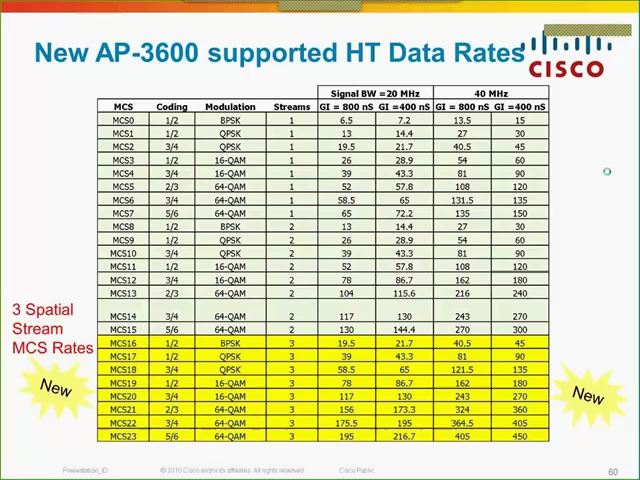 New AP-3600 supported HT Data Rates
CISCO
Signal BW =20 MHz 40 MHz
MCS Coding Modulation Streams GI = 800 nS GI=400 nS GI = 800 nS GI=400 nS
MCS0 1/2 BPSK 1 6.5 7.2 13.5 15
MCS1 1/2 QPSK 1 13 14.4 27 30
MCS2 3/4 QPSK 1 19.5 21.7 40.5 45
MCS3 1/2 16-QAM 1 26 28.9 54 60
MCS4 3/4 16-QAM 1 39 43.3 81 90
MCS5 2/3 64-QAM 1 52 57.8 108 120
MCS6 3/4 64-QAM 1 58.5 65 131.5 135
MCS7 5/6 64-QAM 1 65 72.2 135 150
MCS8 1/2 BPSK 2 13 14.4 27 30
MCS9 1/2 QPSK 2 26 28.9 54 60
MCS10 3/4 QPSK 2 39 43.3 81 90
MCS11 1/2 16-QAM 2 52 57.8 108 120
MCS12 3/4 16-QAM 2 78 86.7 162 180
MCS13 2/3 64-QAM 2 104 115.6 216 240
MCS14 3/4 64-QAM 2 117 130 243 270
MCS15 5/6 64-QAM 2 130 144.4 270 300
MCS16 1/2 BPSK 3 19.5 21.7 40.5 45
MCS17 1/2 QPSK 3 39 43.3 81 90
MCS18 3/4 QPSK 3 58.5 65 121.5 135
MCS19 1/2 16-QAM 3 78 86.7 162 180
MCS20 3/4 16-QAM 3 117 130 243 270
MCS21 2/3 64-QAM 3 156 173.3 324 360
MCS22 3/4 64-QAM 3 175.5 195 364.5 405
MCS23 5/6 64-QAM 3 195 216.7 405 450
3 Spatial
Stream
MCS Rates
New
New
Presentation_ID © 2010 Cisco and/or its affiliates. All rights reserved. Cisco Public 60